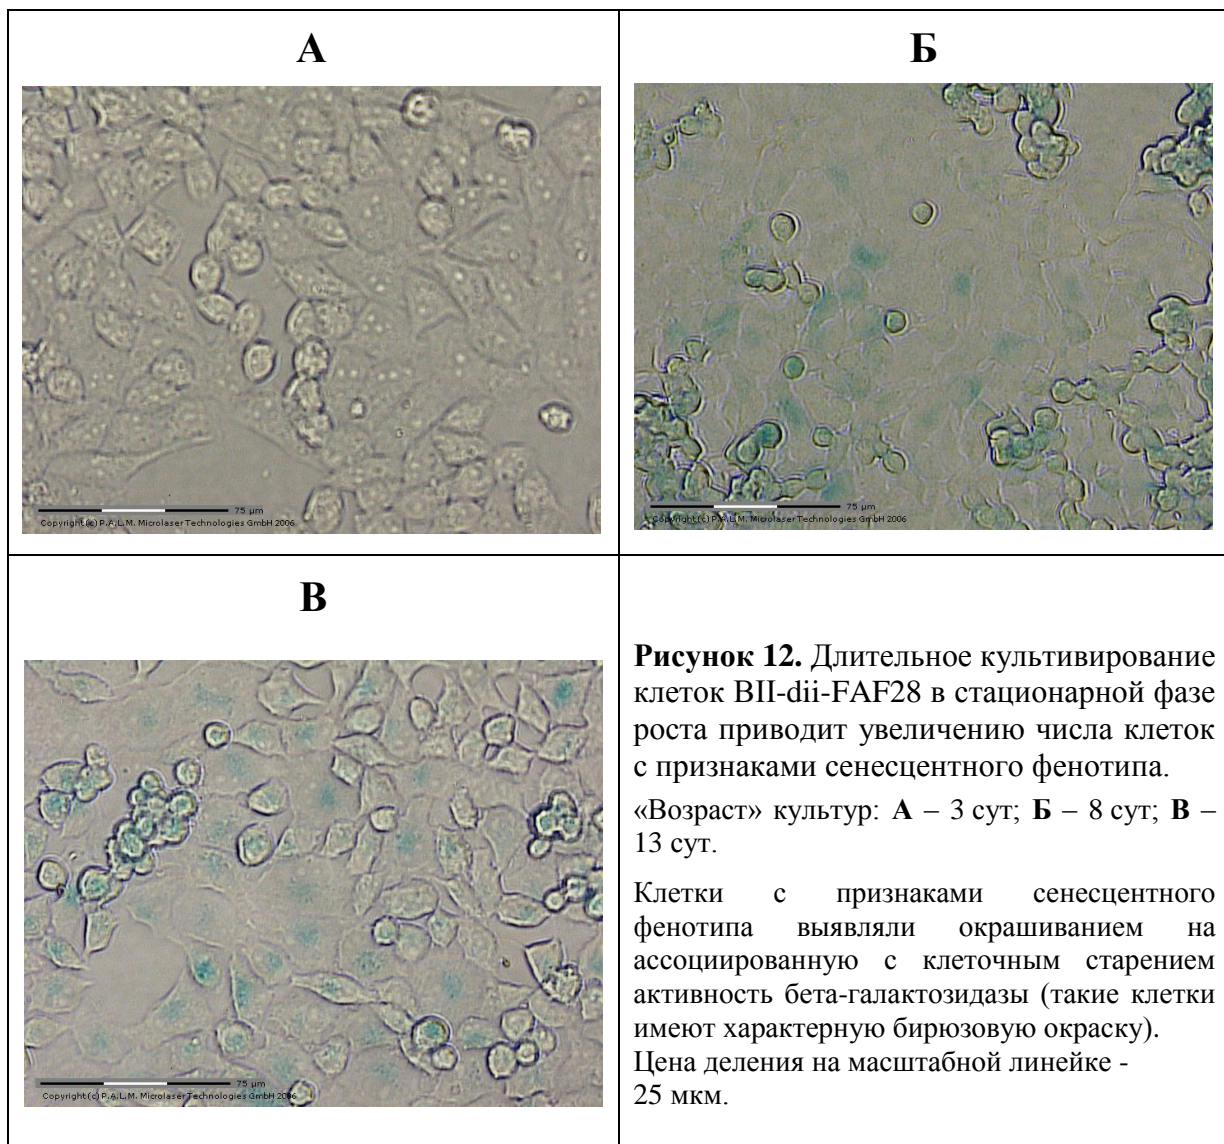 А
Б
75 µm
Copyright (c) P.A.L.M. Microlaser Technologies GmbH 2006
75 µm
Copyright (c) P.A.L.M. Microlaser Technologies GmbH 2006
В
75 µm
Copyright (c) P.A.L.M. Microlaser Technologies GmbH 2006
Рисунок 12. Длительное культивирование
клеток BII-dii-FAF28 в стационарной фазе
роста приводит увеличению числа клеток
с признаками сенесцентного фенотипа.
«Возраст» культур: А – 3 сут; Б – 8 сут; В –
13 сут.
Клетки с признаками сенесцентного
фенотипа выявляли окрашиванием на
ассоциированную с клеточным старением
активность бета-галактозидазы (такие клетки
имеют характерную бирюзовую окраску).
Цена деления на масштабной линейке -
25 мкм.